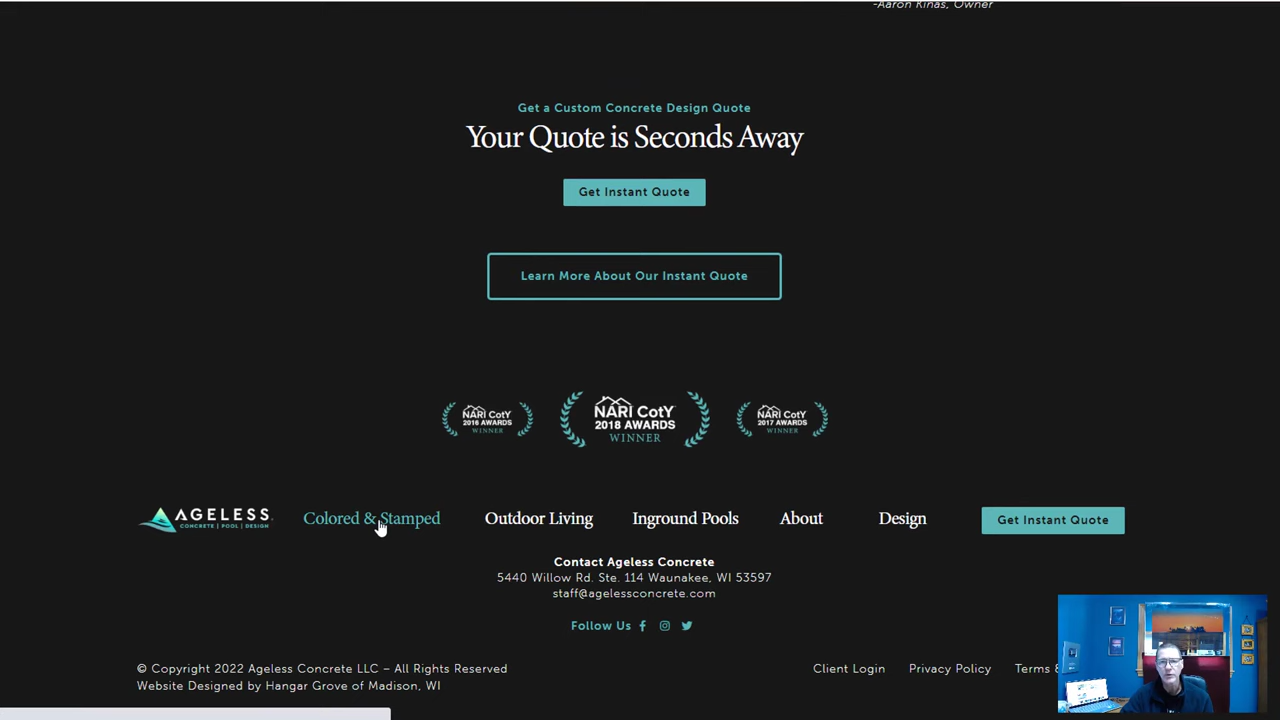 -Aaron Kinas, Owner
Get a Custom Concrete Design Quote
Your Quote is Seconds Away
Get Instant Quote
Learn More About Our Instant Quote
NARI CotY
2016 AWARDS
WINNER
NARI CotY
2018 AWARDS
WINNER
NARI CotY
2017 AWARDS
WINNER
AGELESS
CONCRETE | POOL | DESIGN
Colored & Stamped
Outdoor Living
Inground Pools
About
Design
Get Instant Quote
Contact Ageless Concrete
5440 Willow Rd. Ste. 114 Waunakee, WI 53597
staff@agelessconcrete.com
Follow Us
© Copyright 2022 Ageless Concrete LLC – All Rights Reserved
Website Designed by Hangar Grove of Madison, WI
Client Login
Privacy Policy
Terms &